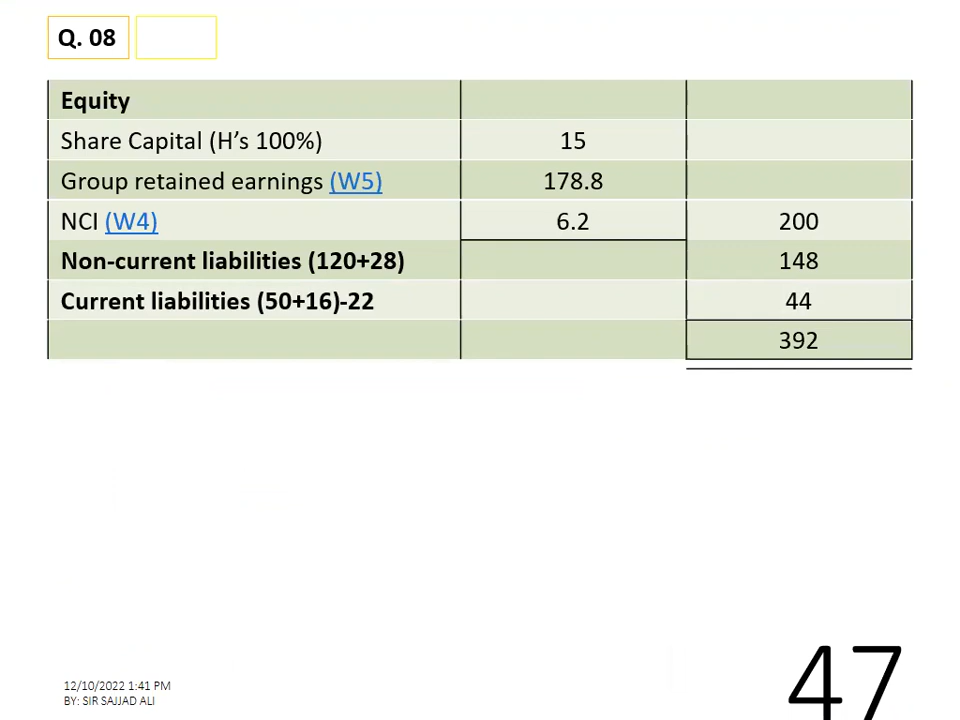 Q. 08
Equity
Share Capital (H’s 100%) 15
Group retained earnings (W5) 178.8
NCI (W4) 6.2 200
Non-current liabilities (120+28) 148
Current liabilities (50+16)-22 44
392
12/10/2022 1:41 PM
BY: SIR SAJJAD ALI
47